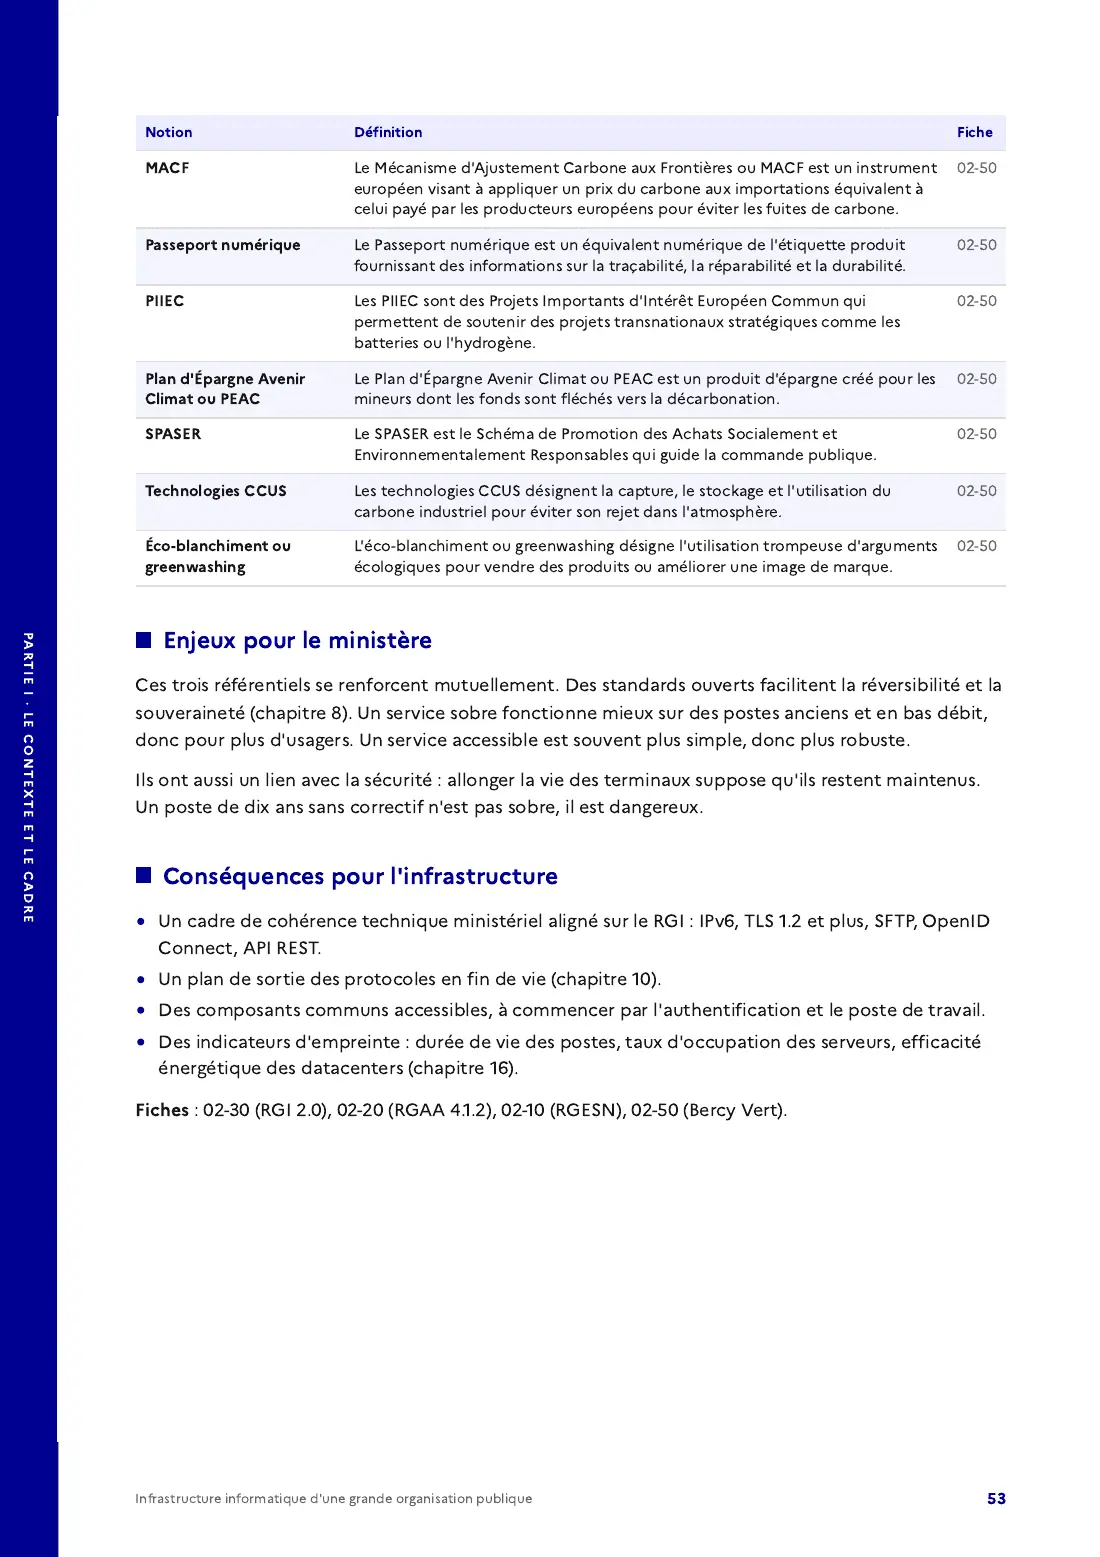 Notion Définition Fiche
MACF Le Mécanisme d'Ajustement Carbone aux Frontières ou MACF est un instrument 02-50
européen visant à appliquer un prix du carbone aux importations équivalent à
celui payé par les producteurs européens pour éviter les fuites de carbone.
Passeport numérique Le Passeport numérique est un équivalent numérique de l'étiquette produit 02-50
fournissant des informations sur la traçabilité, la réparabilité et la durabilité.
PIIEC Les PIIEC sont des Projets Importants d'Intérêt Européen Commun qui 02-50
permettent de soutenir des projets transnationaux stratégiques comme les
batteries ou l'hydrogène.
Plan d'Épargne Avenir Le Plan d'Épargne Avenir Climat ou PEAC est un produit d'épargne créé pour les 02-50
Climat ou PEAC mineurs dont les fonds sont fléchés vers la décarbonation.
SPASER Le SPASER est le Schéma de Promotion des Achats Socialement et 02-50
Environnementalement Responsables qui guide la commande publique.
Technologies CCUS Les technologies CCUS désignent la capture, le stockage et l'utilisation du 02-50
carbone industriel pour éviter son rejet dans l'atmosphère.
Éco-blanchiment ou L'éco-blanchiment ou greenwashing désigne l'utilisation trompeuse d'arguments 02-50
greenwashing écologiques pour vendre des produits ou améliorer une image de marque.
Enjeux pour le ministère
Ces trois référentiels se renforcent mutuellement. Des standards ouverts facilitent la réversibilité et la
souveraineté (chapitre 8). Un service sobre fonctionne mieux sur des postes anciens et en bas débit,
donc pour plus d'usagers. Un service accessible est souvent plus simple, donc plus robuste.
Ils ont aussi un lien avec la sécurité : allonger la vie des terminaux suppose qu'ils restent maintenus.
Un poste de dix ans sans correctif n'est pas sobre, il est dangereux.
Conséquences pour l'infrastructure
• Un cadre de cohérence technique ministériel aligné sur le RGI : IPv6, TLS 1.2 et plus, SFTP, OpenID
Connect, API REST.
• Un plan de sortie des protocoles en fin de vie (chapitre 10).
• Des composants communs accessibles, à commencer par l'authentification et le poste de travail.
• Des indicateurs d'empreinte : durée de vie des postes, taux d'occupation des serveurs, efficacité
énergétique des datacenters (chapitre 16).
Fiches : 02-30 (RGI 2.0), 02-20 (RGAA 4.1.2), 02-10 (RGESN), 02-50 (Bercy Vert).
PARTIE I · LE CONTEXTE ET LE CADRE
Infrastructure informatique d'une grande organisation publique 53